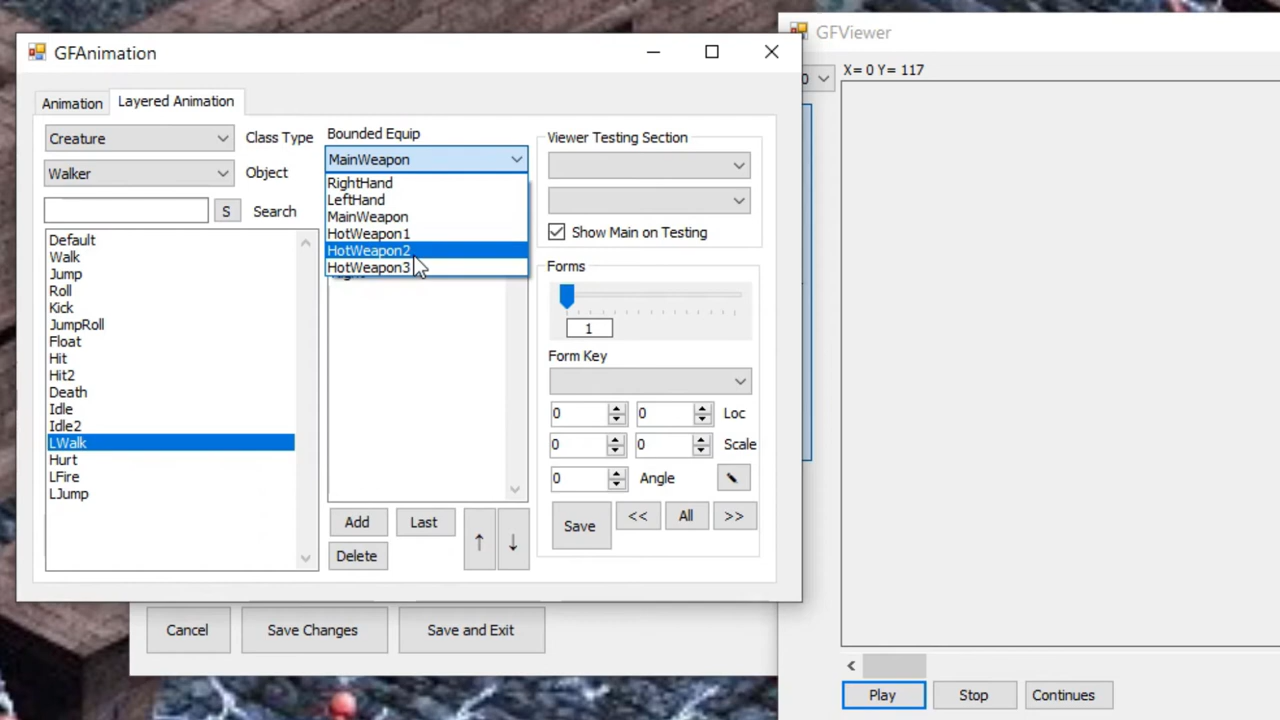 GFAnimation
GFViewer
X= 0 Y= 117
0
Animation
Layered Animation
Creature
Class Type
Walker
Object
S
Search
Default
Walk
Jump
Roll
Kick
JumpRoll
Float
Hit
Hit2
Death
Idle
Idle2
LWalk
Hurt
LFire
LJump
Bounded Equip
MainWeapon
RightHand
LeftHand
MainWeapon
HotWeapon1
HotWeapon2
HotWeapon3
Add
Last
↑
↓
Delete
Viewer Testing Section
Show Main on Testing
Forms
1
Form Key
0
0
Loc
0
0
Scale
0
Angle
Save
<<
All
>>
Cancel
Save Changes
Save and Exit
<
Play
Stop
Continues